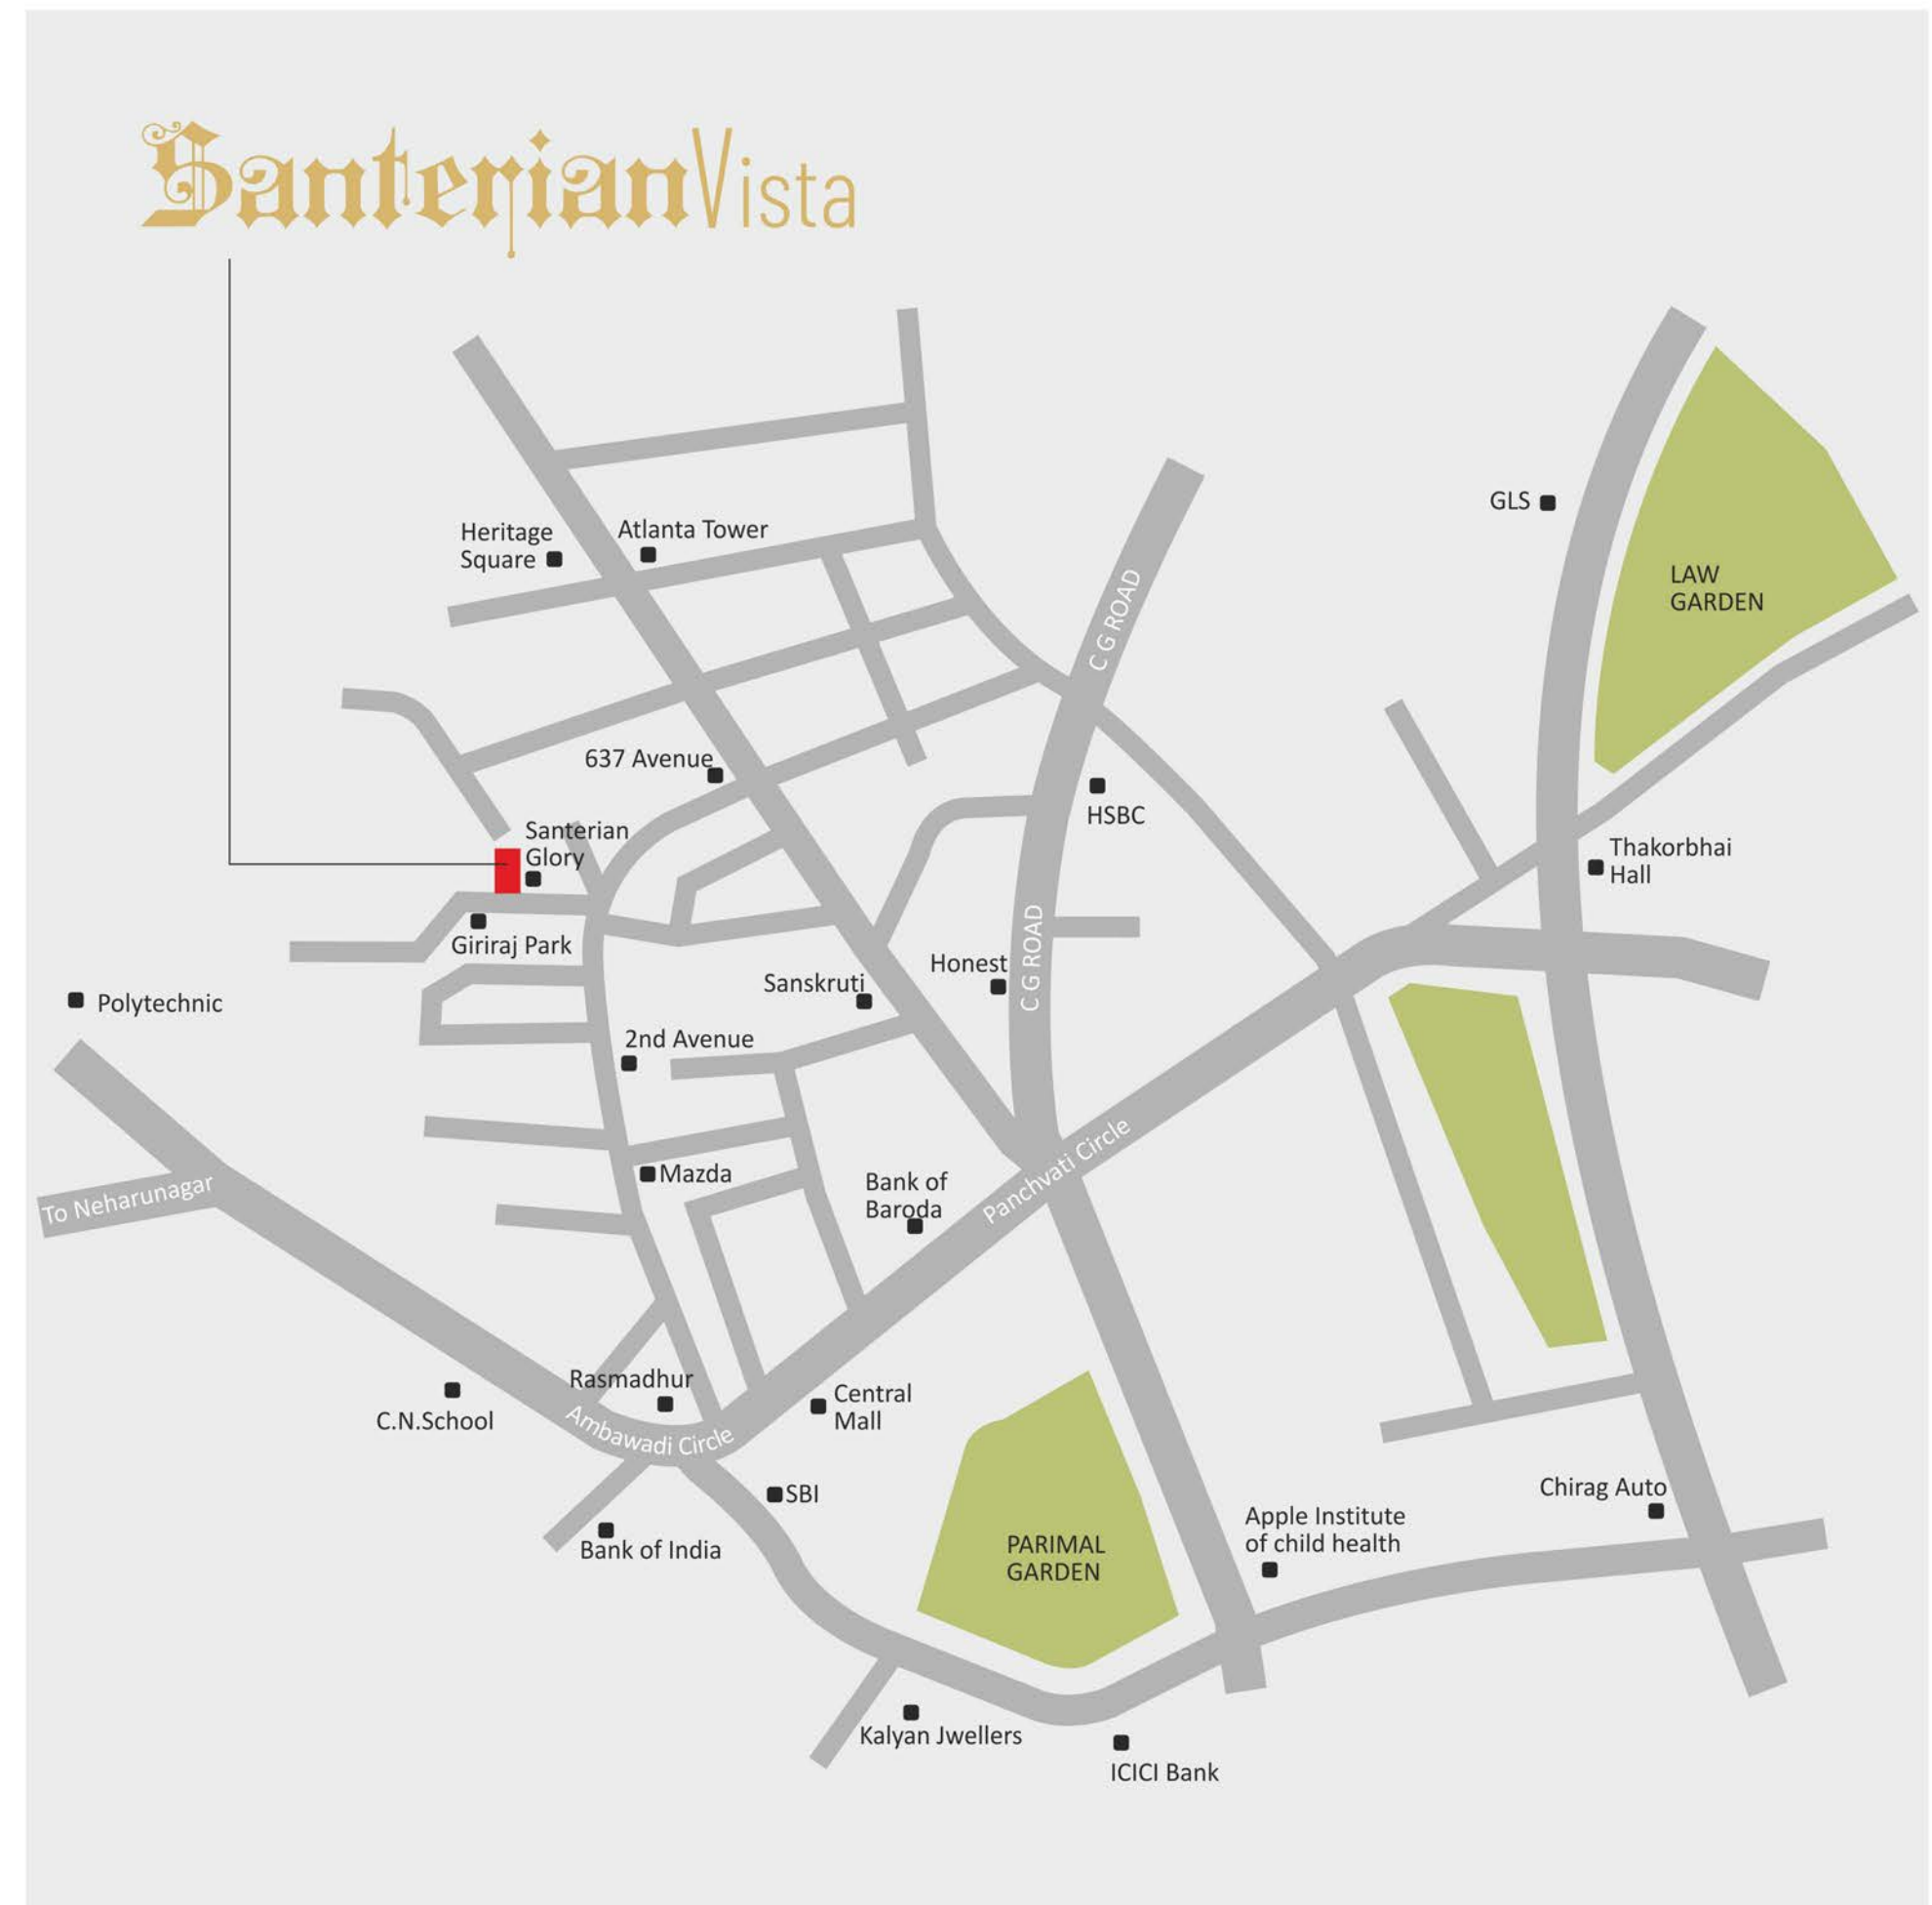 SanterianVista
Heritage
Square
Atlanta Tower
C G ROAD
GLS
LAW
GARDEN
637 Avenue
HSBC
Santerian
Glory
Thakorbhai
Hall
Giriraj Park
C G ROAD
Honest
Sanskruti
Polytechnic
2nd Avenue
To Neharunagar
Mazda
Bank of
Baroda
Panchvati Circle
Rasmadhur
C.N.School
Ambawadi Circle
Central
Mall
SBI
Bank of India
PARIMAL
GARDEN
Apple Institute
of child health
Chirag Auto
Kalyan Jwellers
ICICI Bank